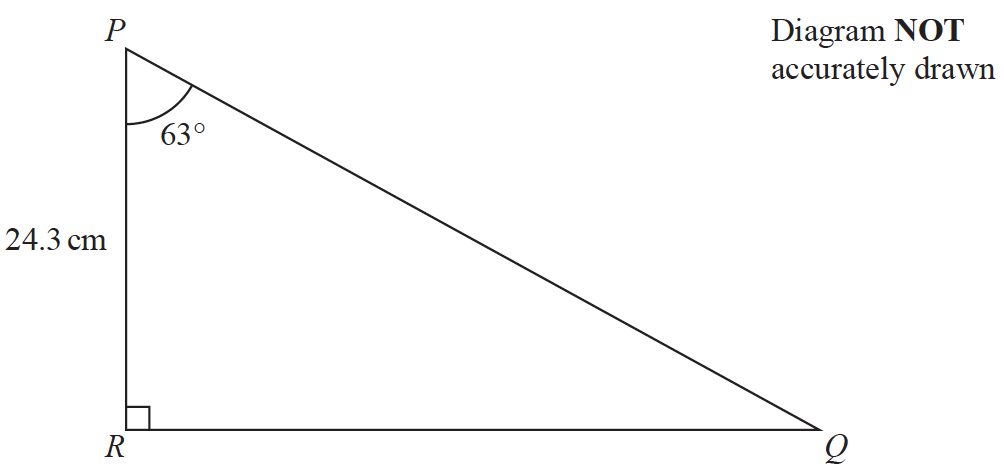 P
Diagram NOT
accurately drawn
63°
24.3 cm
R
Q